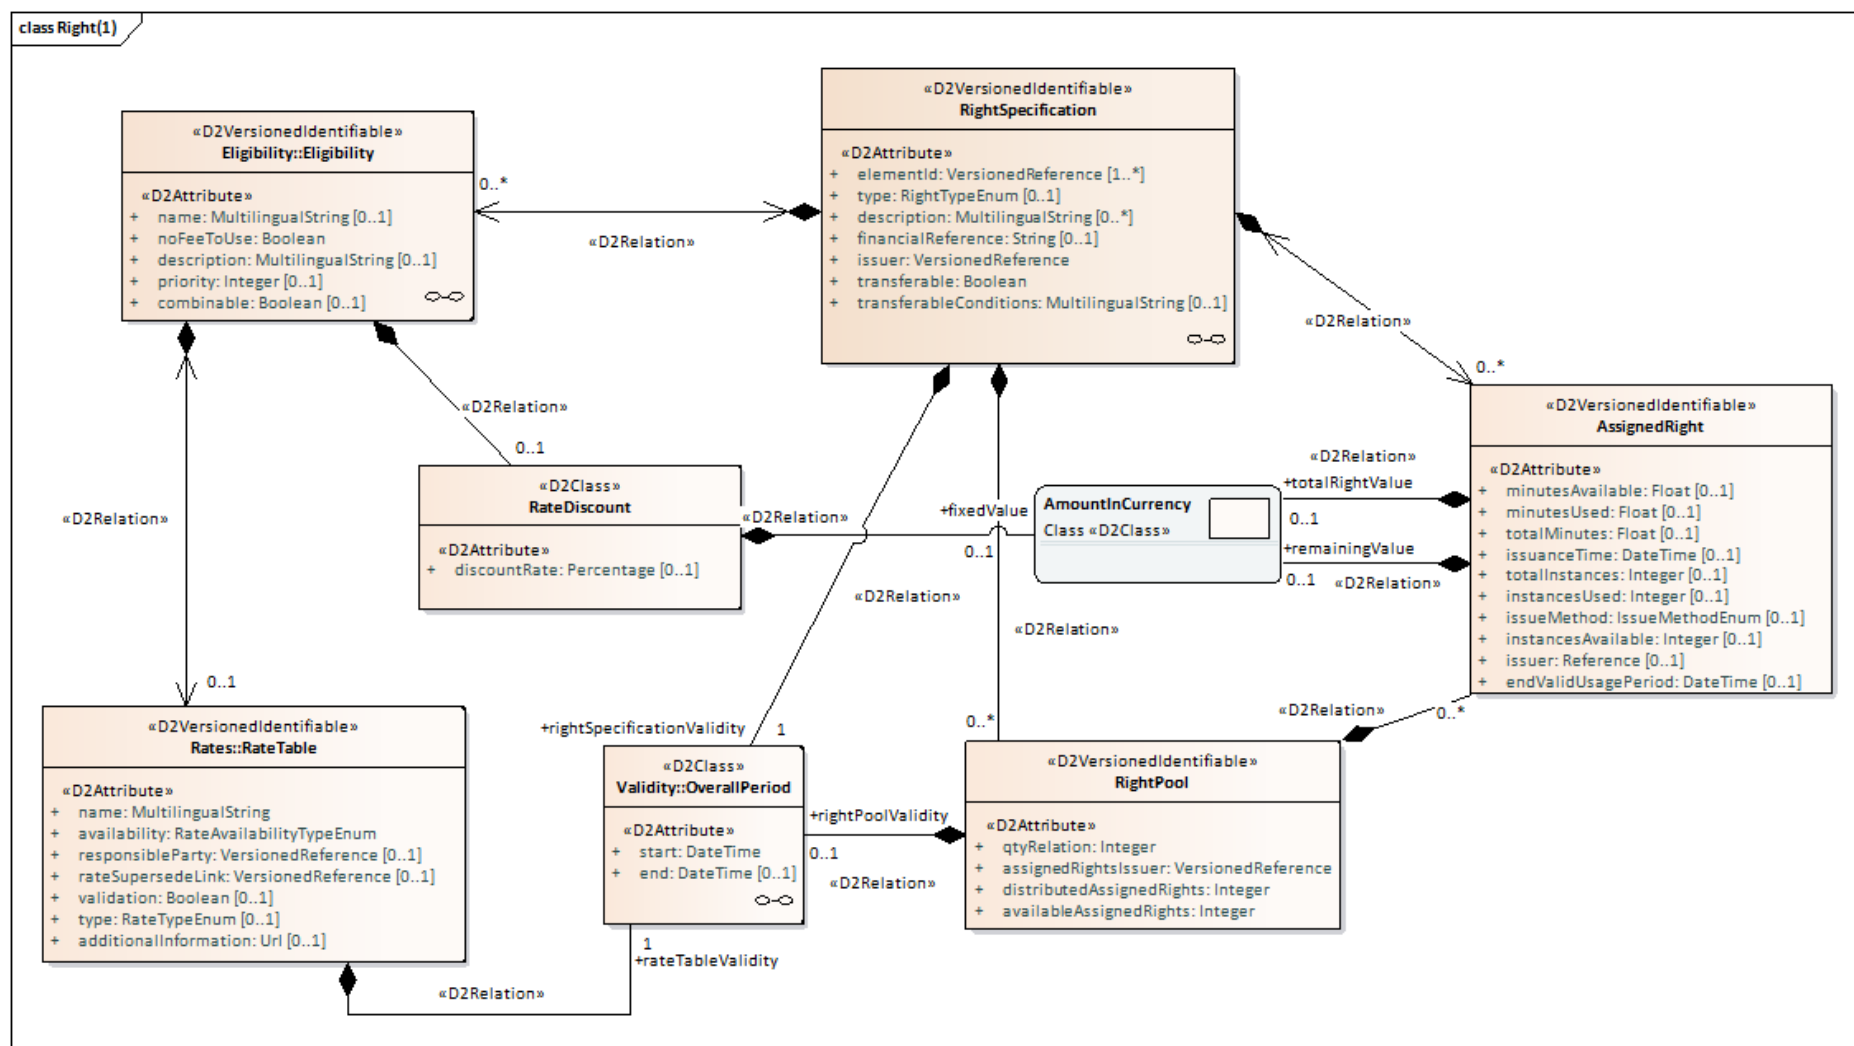 class Right(1)
«D2VersionedIdentifiable»
Eligibility::Eligibility
«D2Attribute»
+ name: MultilingualString [0..1]
+ noFeeToUse: Boolean
+ description: MultilingualString [0..1]
+ priority: Integer [0..1]
+ combinable: Boolean [0..1]
0..*
«D2Relation»
«D2VersionedIdentifiable»
RightSpecification
«D2Attribute»
+ elementId: VersionedReference [1..*]
+ type: RightTypeEnum [0..1]
+ description: MultilingualString [0..*]
+ financialReference: String [0..1]
+ issuer: VersionedReference
+ transferable: Boolean
+ transferableConditions: MultilingualString [0..1]
«D2Relation»
0..*
«D2VersionedIdentifiable»
AssignedRight
«D2Attribute»
+ minutesAvailable: Float [0..1]
+ minutesUsed: Float [0..1]
+ totalMinutes: Float [0..1]
+ issuanceTime: DateTime [0..1]
+ totalInstances: Integer [0..1]
+ instancesUsed: Integer [0..1]
+ issueMethod: IssueMethodEnum [0..1]
+ instancesAvailable: Integer [0..1]
+ issuer: Reference [0..1]
+ endValidUsagePeriod: DateTime [0..1]
«D2Relation»
0..1
«D2Relation»
0..1
«D2Class»
RateDiscount
«D2Attribute»
+ discountRate: Percentage [0..1]
«D2Relation»
+fixedValue
0..1
AmountInCurrency
Class «D2Class»
«D2Relation»
+totalRightValue
0..1
+remainingValue
0..1
«D2Relation»
«D2Relation»
«D2Relation»
«D2Relation»
0..*
0..*
+rightSpecificationValidity
1
«D2VersionedIdentifiable»
Rates::RateTable
«D2Attribute»
+ name: MultilingualString
+ availability: RateAvailabilityTypeEnum
+ responsibleParty: VersionedReference [0..1]
+ rateSupersedeLink: VersionedReference [0..1]
+ validation: Boolean [0..1]
+ type: RateTypeEnum [0..1]
+ additionalInformation: Url [0..1]
«D2Class»
Validity::OverallPeriod
«D2Attribute»
+ start: DateTime
+ end: DateTime [0..1]
+rightPoolValidity
0..1
«D2Relation»
«D2VersionedIdentifiable»
RightPool
«D2Attribute»
+ qtyRelation: Integer
+ assignedRightsIssuer: VersionedReference
+ distributedAssignedRights: Integer
+ availableAssignedRights: Integer
1
+rateTableValidity
«D2Relation»